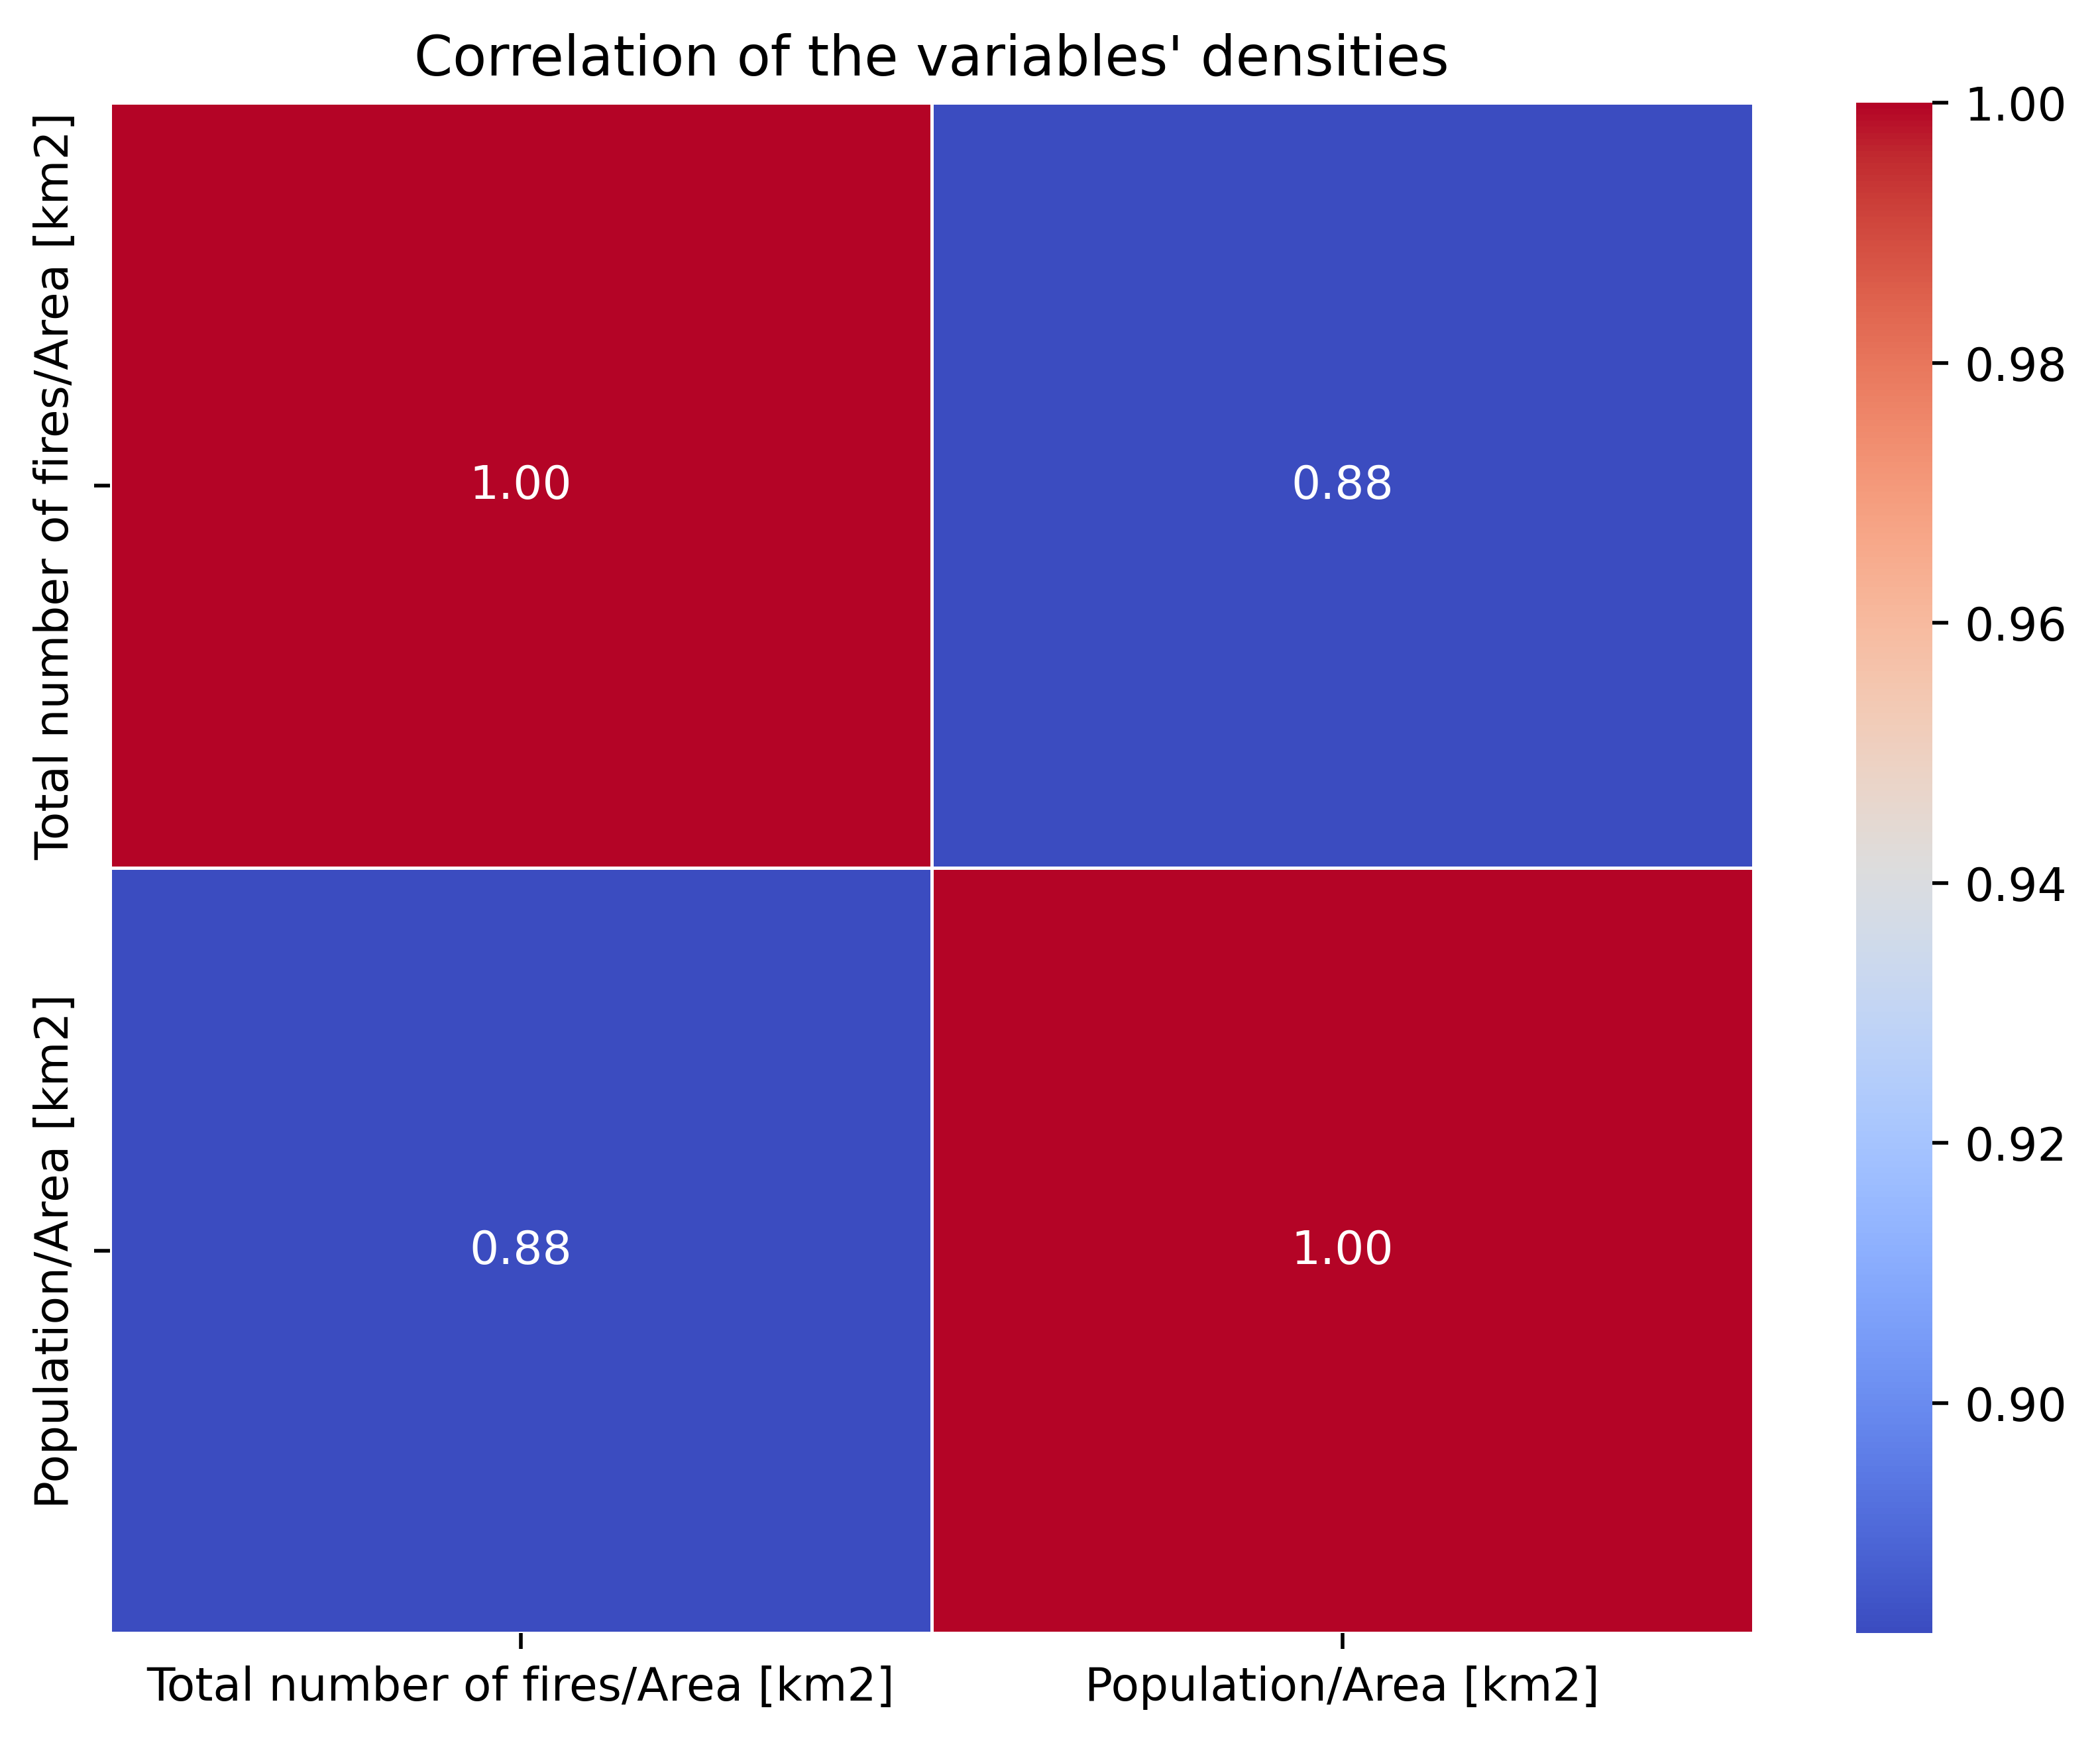 Correlation of the variables' densities
Total number of fires/Area [km2]
1.00
0.88
Population/Area [km2]
0.88
1.00
Total number of fires/Area [km2]
Population/Area [km2]
1.00
0.98
0.96
0.94
0.92
0.90